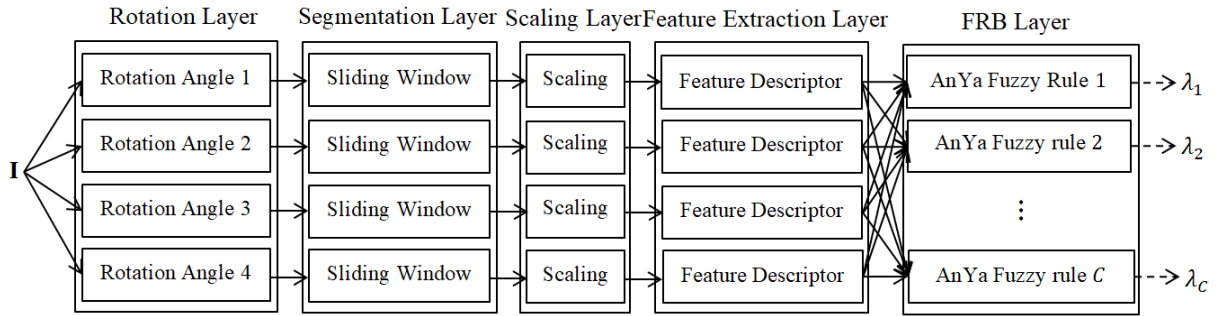 Rotation Layer Segmentation Layer Scaling Layer Feature Extraction Layer FRB Layer
Rotation Angle 1 Sliding Window Scaling Feature Descriptor AnYa Fuzzy Rule 1 λ₁
Rotation Angle 2 Sliding Window Scaling Feature Descriptor AnYa Fuzzy rule 2 λ₂
I
Rotation Angle 3 Sliding Window Scaling Feature Descriptor ⋮
Rotation Angle 4 Sliding Window Scaling Feature Descriptor AnYa Fuzzy rule C λ_C